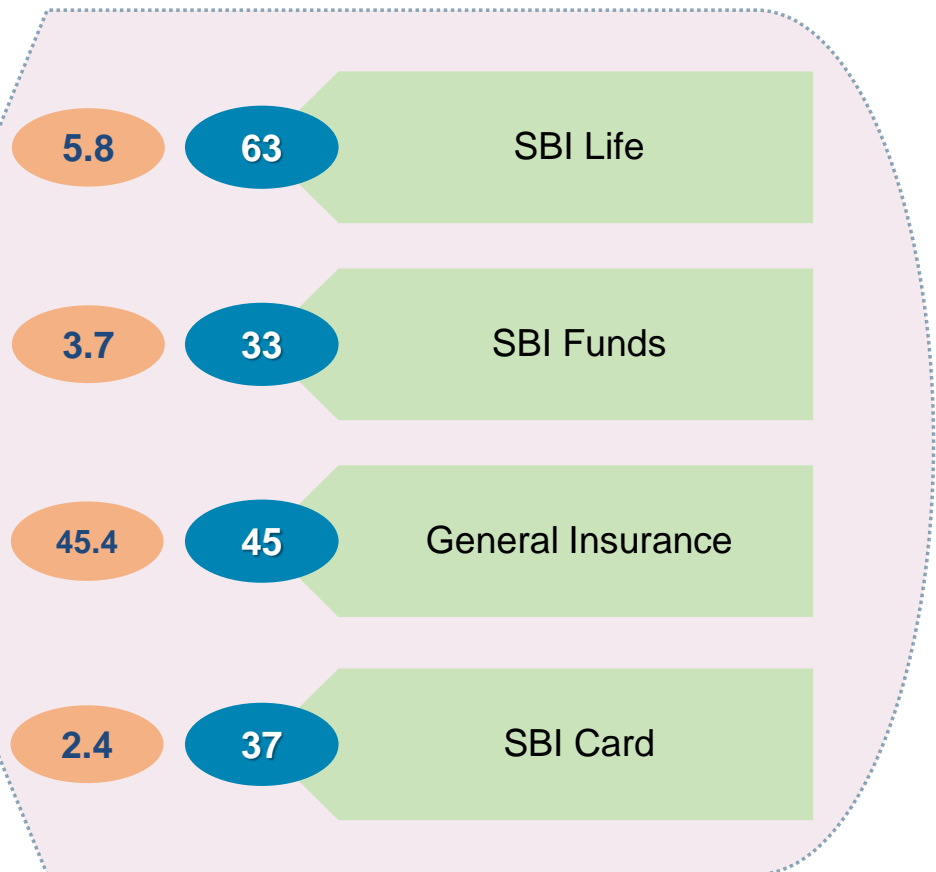 5.8 63 SBI Life
3.7 33 SBI Funds
45.4 45 General Insurance
2.4 37 SBI Card